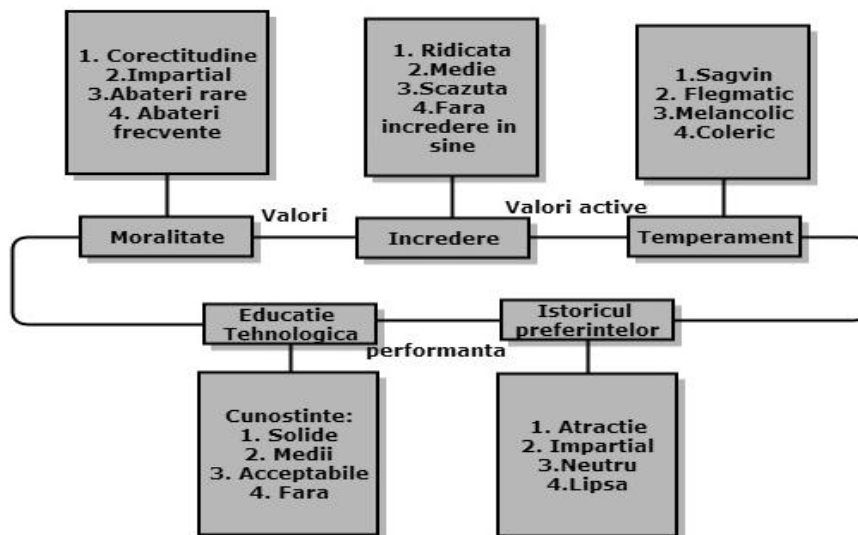 1. Corectitudine
2.Impartial
3.Abateri rare
4. Abateri
frecvente
1. Ridicata
2.Medie
3.Scazuta
4.Fara
incredere in
sine
1.Sagvin
2. Flegmatic
3.Melancolic
4.Coleric
Moralitate
Valori
Incredere
Valori active
Temperament
Educatie
Tehnologica
performanta
Istoricul
preferintelor
Cunostinte:
1. Solide
2. Medii
3. Acceptabile
4. Fara
1. Atractie
2. Impartial
3.Neutru
4.Lipsa